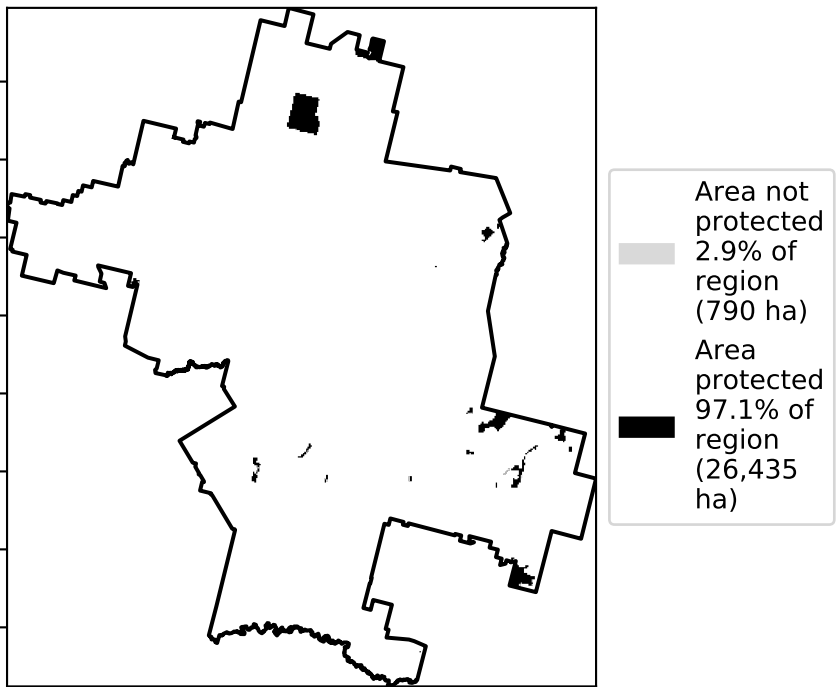 Area not
protected
2.9% of
region
(790 ha)
Area
protected
97.1% of
region
(26,435
ha)